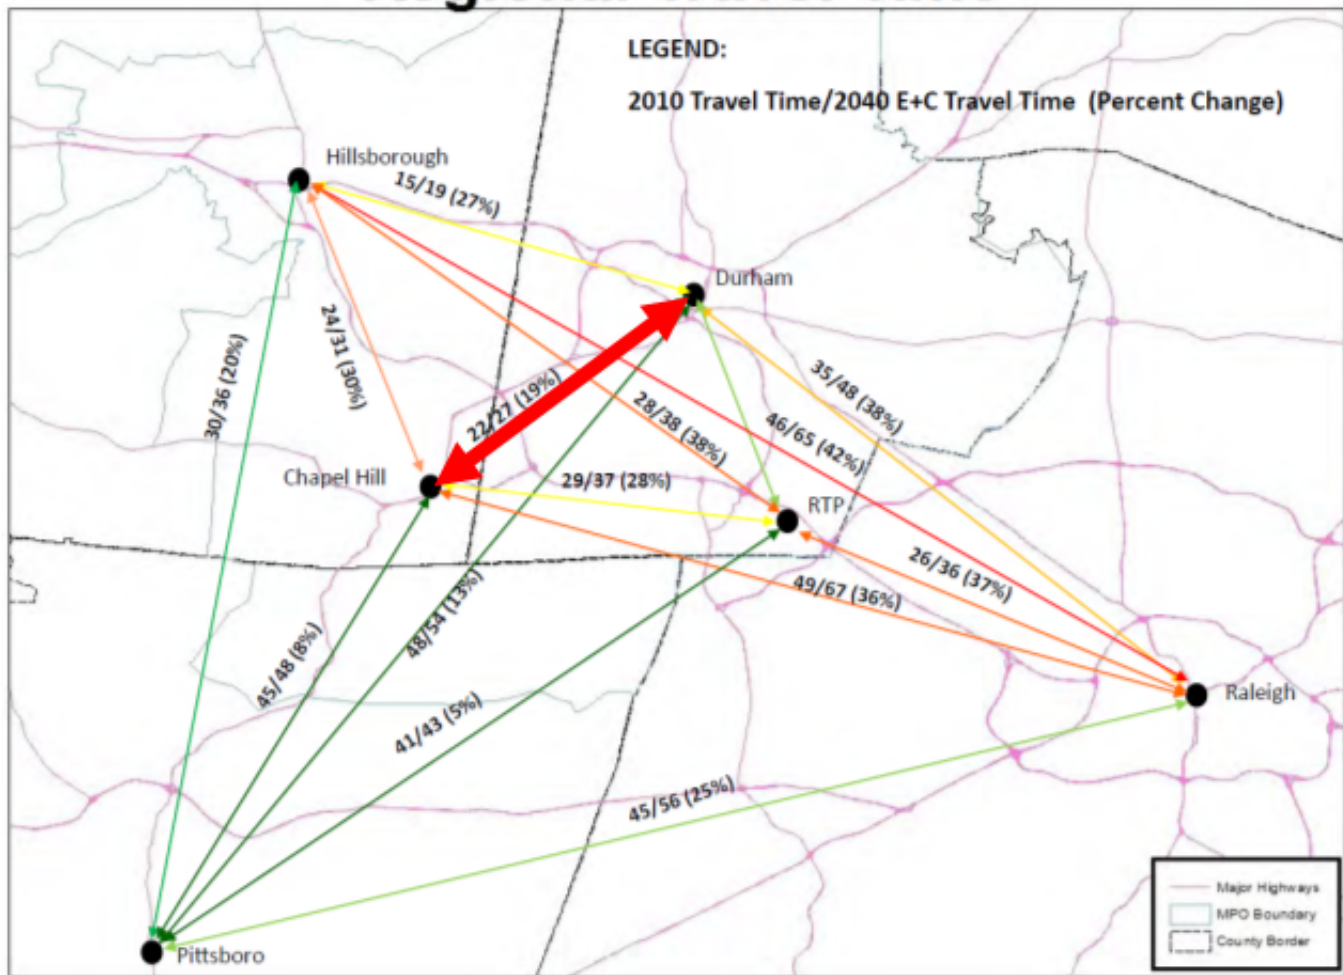 LEGEND:
2010 Travel Time/2040 E+C Travel Time (Percent Change)
Hillsborough
15/19 (27%)
Durham
24/31 (30%)
30/36 (20%)
22/27 (19%)
28/38 (38%)
35/48 (38%)
46/65 (42%)
Chapel Hill
29/37 (28%)
RTP
26/36 (37%)
49/67 (36%)
48/54 (13%)
45/48 (8%)
41/43 (5%)
Raleigh
45/56 (25%)
Pittsboro
Major Highways
MPO Boundary
County Border